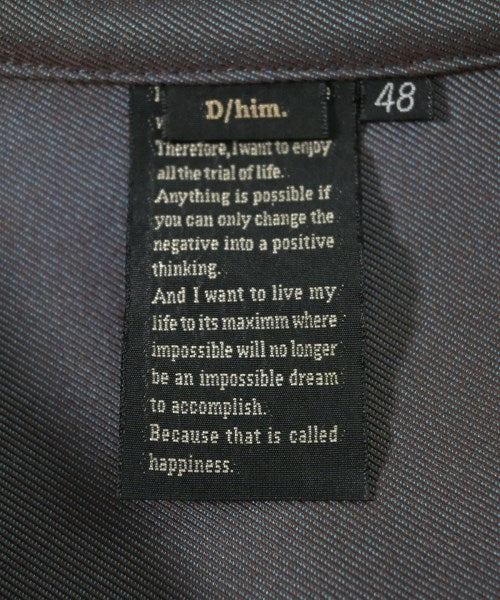 D/him.
48
Therefore, I want to enjoy
all the trial of life.
Anything is possible if
you can only change the
negative into a positive
thinking.
And I want to live my
life to its maximm where
impossible will no longer
be an impossible dream
to accomplish.
Because that is called
happiness.